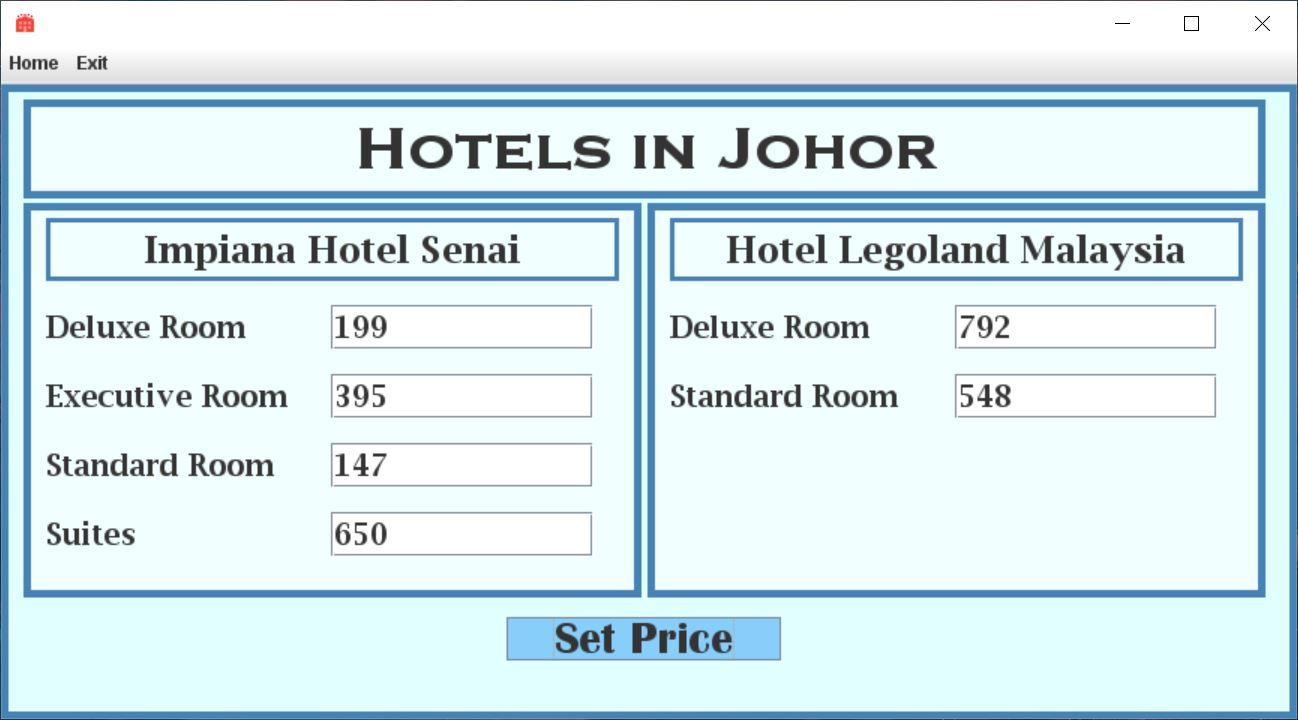 Home Exit
Hotels in Johor
Impiana Hotel Senai
Deluxe Room 199
Executive Room 395
Standard Room 147
Suites 650
Hotel Legoland Malaysia
Deluxe Room 792
Standard Room 548
Set Price